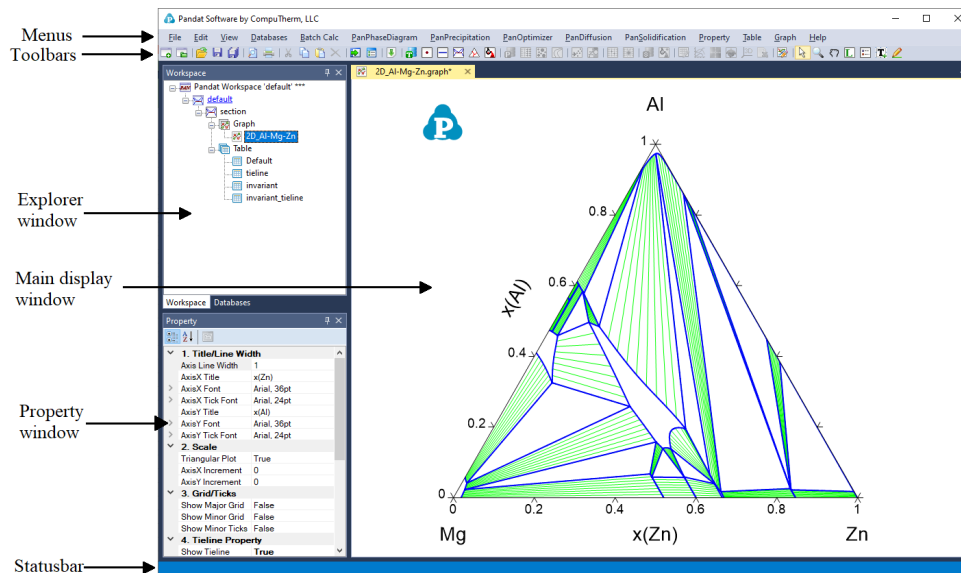 Pandat Software by CompuTherm, LLC
Menus
File Edit View Databases Batch Calc PanPhaseDiagram PanPrecipitation PanOptimizer PanDiffusion PanSolidification Property Table Graph Help
Toolbars
Workspace
2D_Al-Mg-Zn.graph*
Pandat Workspace 'default' ***
default
section
Graph
2D_Al-Mg-Zn
Table
Default
tieline
invariant
invariant_tieline
Explorer
window
Main display
window
Workspace Databases
Property
1. Title/Line Width
Axis Line Width 1
AxisX Title x(Zn)
AxisX Font Arial, 36pt
AxisX Tick Font Arial, 24pt
AxisY Title x(Al)
AxisY Font Arial, 36pt
AxisY Tick Font Arial, 24pt
2. Scale
Triangular Plot True
AxisX Increment 0
AxisY Increment 0
3. Grid/Ticks
Show Major Grid False
Show Minor Grid False
Show Minor Ticks False
4. Tieline Property
Show Tieline True
Property
window
Statusbar
P
Al
1
0.8
0.6
x(Al)
0.4
0.2
0
0 0.2 0.4 0.6 0.8 1
Mg x(Zn) Zn